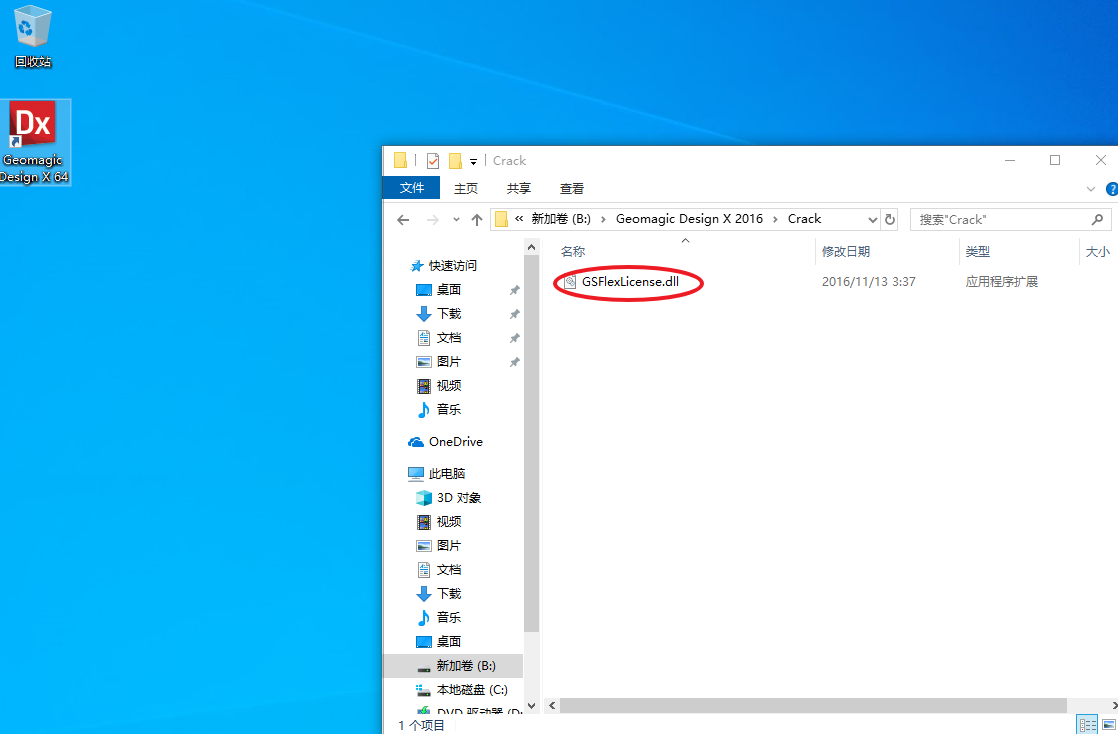 回收站
Dx
Geomagic
Design X 64
Crack
文件 主页 共享 查看
« 新加卷 (B:) › Geomagic Design X 2016 › Crack
搜索"Crack"
名称 修改日期 类型 大小
GSFlexLicense.dll 2016/11/13 3:37 应用程序扩展
快速访问
桌面
下载
文档
图片
视频
音乐
OneDrive
此电脑
3D 对象
视频
图片
文档
下载
音乐
桌面
新加卷 (B:)
本地磁盘 (C:)
DVD 驱动器 (D:
1 个项目